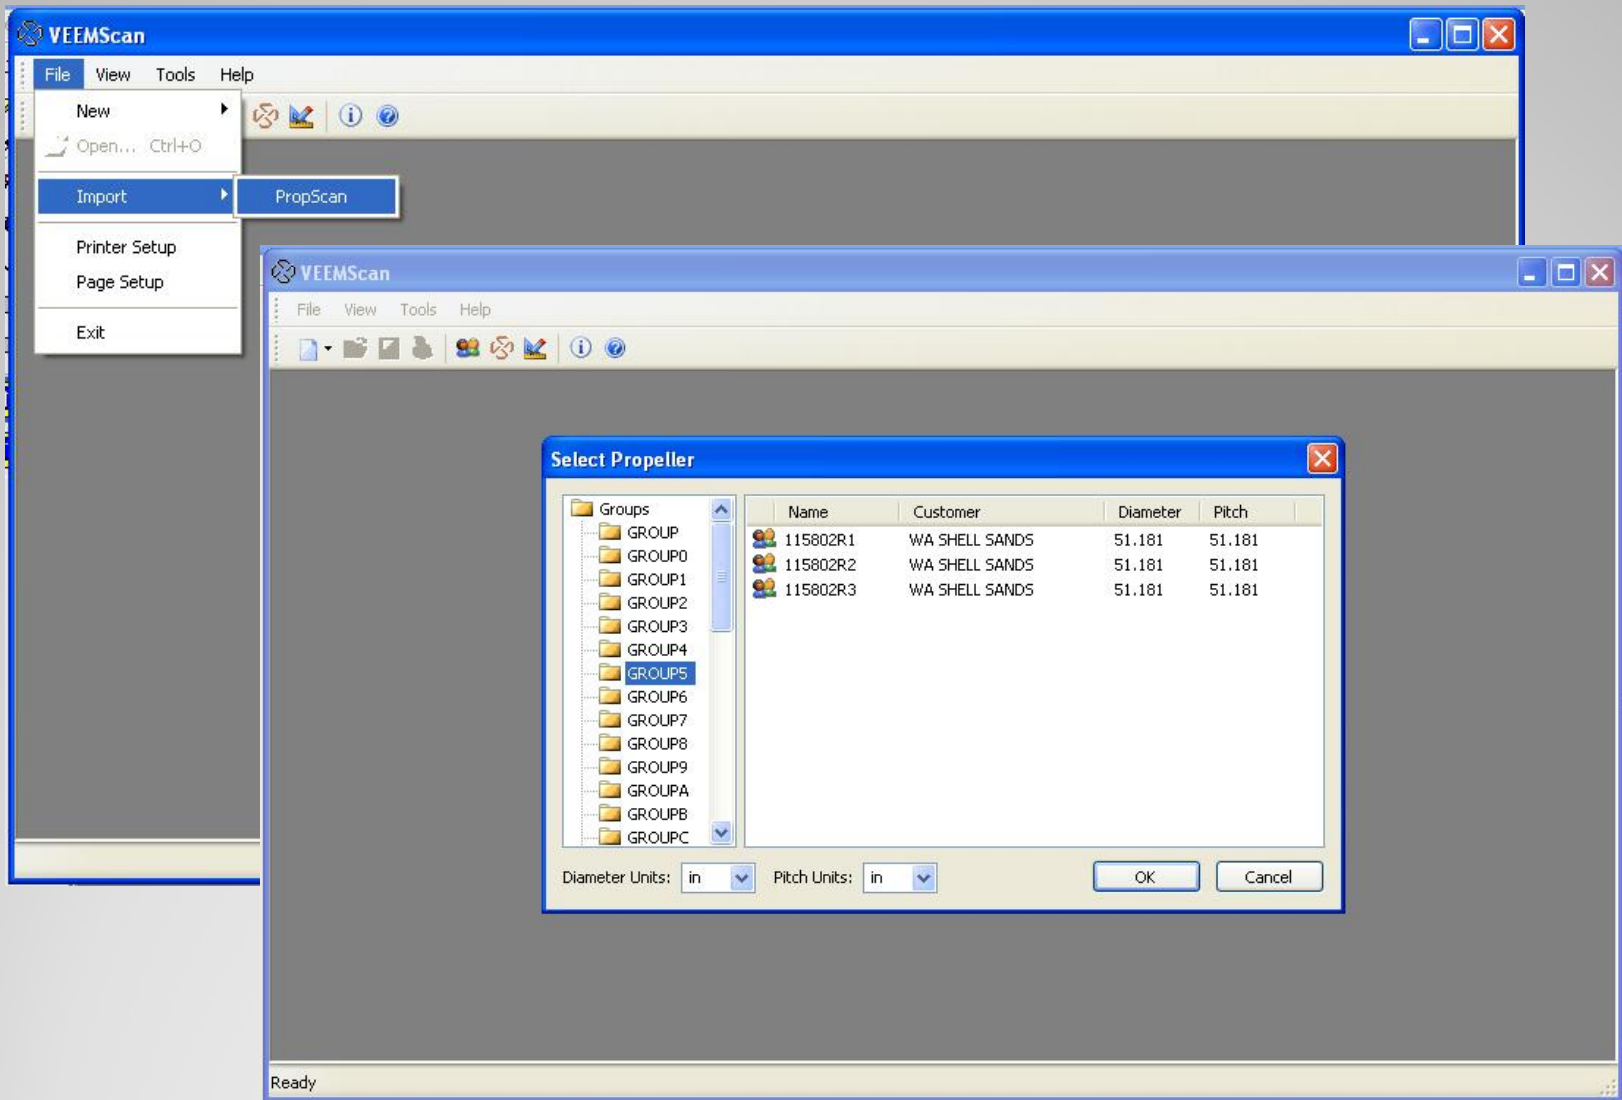 VEEMScan
File View Tools Help
New
Open... Ctrl+O
Import
PropScan
Printer Setup
Page Setup
Exit
VEEMScan
File View Tools Help
Select Propeller
Groups
GROUP
GROUP0
GROUP1
GROUP2
GROUP3
GROUP4
GROUP5
GROUP6
GROUP7
GROUP8
GROUP9
GROUPA
GROUPB
GROUPC
Name Customer Diameter Pitch
115802R1 WA SHELL SANDS 51.181 51.181
115802R2 WA SHELL SANDS 51.181 51.181
115802R3 WA SHELL SANDS 51.181 51.181
Diameter Units: in Pitch Units: in OK Cancel
Ready